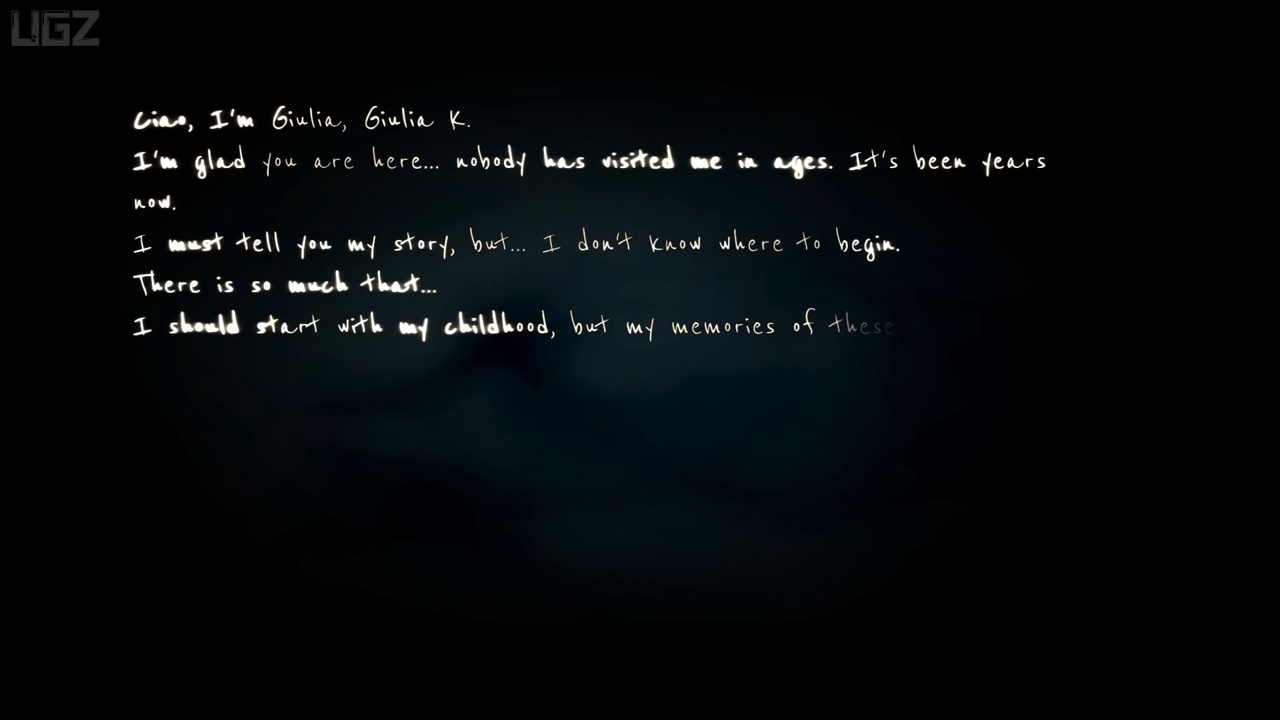 UGZ
Ciao, I'm Giulia, Giulia K.
I'm glad you are here... nobody has visited me in ages. It's been years
now.
I must tell you my story, but... I don't know where to begin.
There is so much that...
I should start with my childhood, but my memories of these